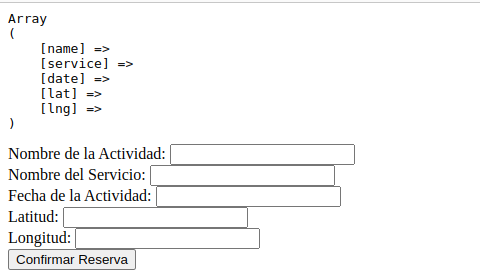 Array
(
    [name] =>
    [service] =>
    [date] =>
    [lat] =>
    [lng] =>
)
Nombre de la Actividad:
Nombre del Servicio:
Fecha de la Actividad:
Latitud:
Longitud:
Confirmar Reserva